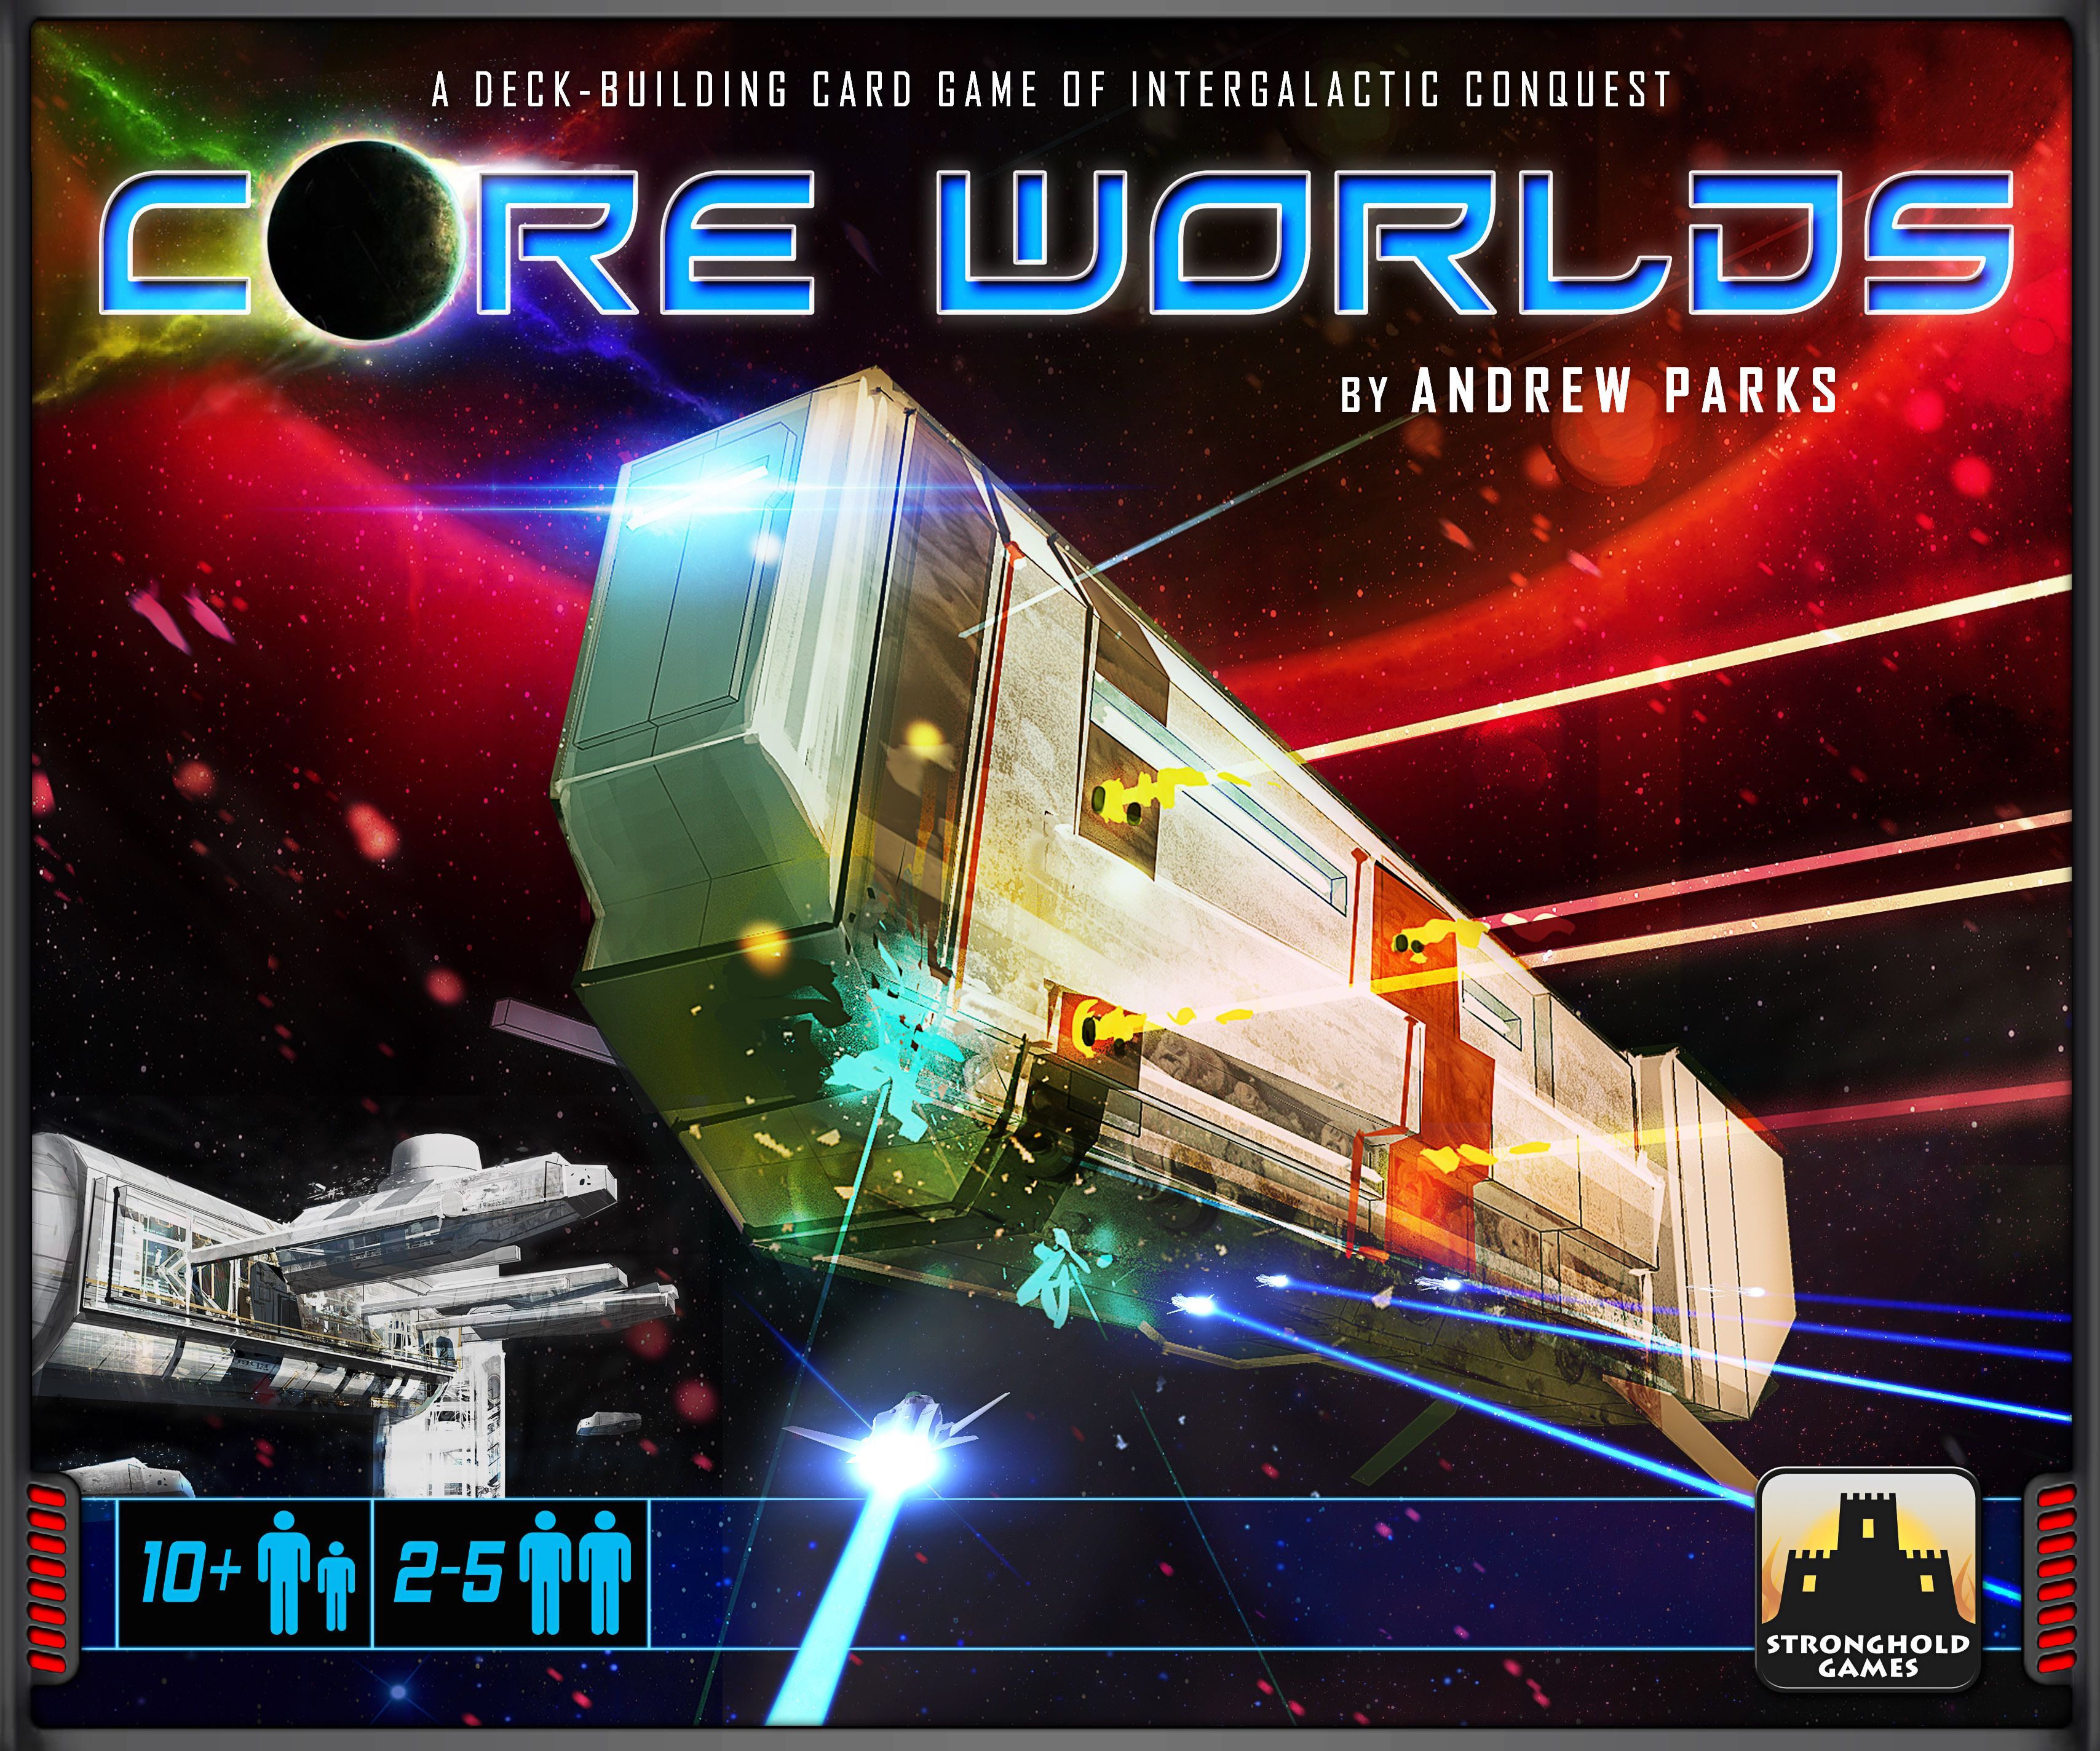 A DECK-BUILDING CARD GAME OF INTERGALACTIC CONQUEST
CORE WORLDS
BY ANDREW PARKS
10+ 2-5
STRONGHOLD
GAMES